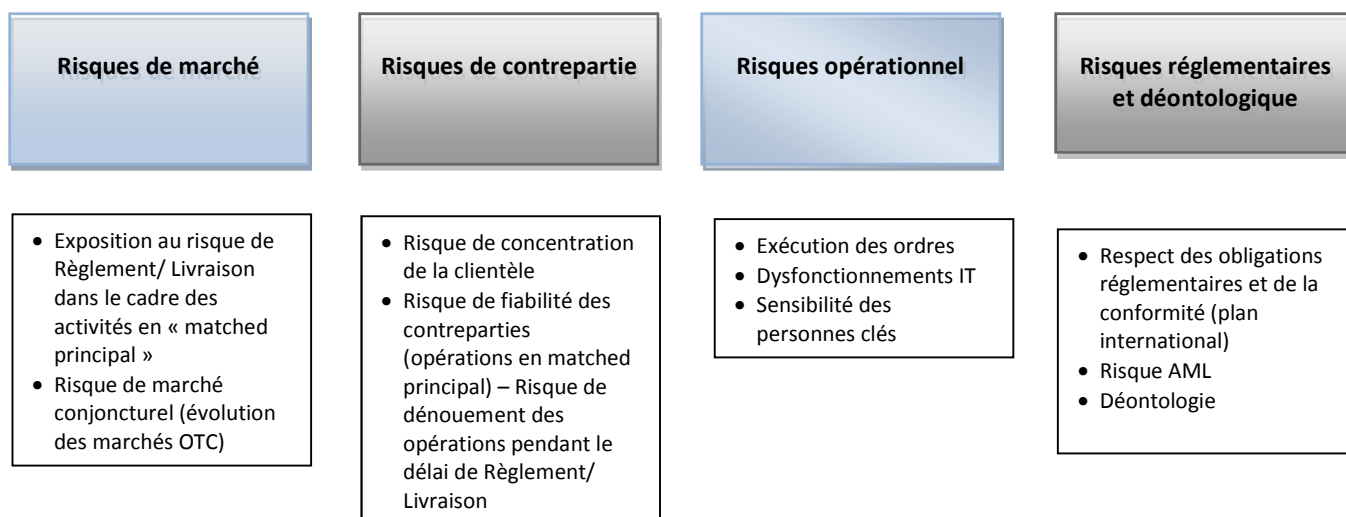 Risques de marché
Risques de contrepartie
Risques opérationnel
Risques réglementaires
et déontologique
• Exposition au risque de
Règlement/ Livraison
dans le cadre des
activités en « matched
principal »
• Risque de marché
conjoncturel (évolution
des marchés OTC)
• Risque de concentration
de la clientèle
• Risque de fiabilité des
contreparties
(opérations en matched
principal) – Risque de
dénouement des
opérations pendant le
délai de Règlement/
Livraison
• Exécution des ordres
• Dysfonctionnements IT
• Sensibilité des
personnes clés
• Respect des obligations
réglementaires et de la
conformité (plan
international)
• Risque AML
• Déontologie